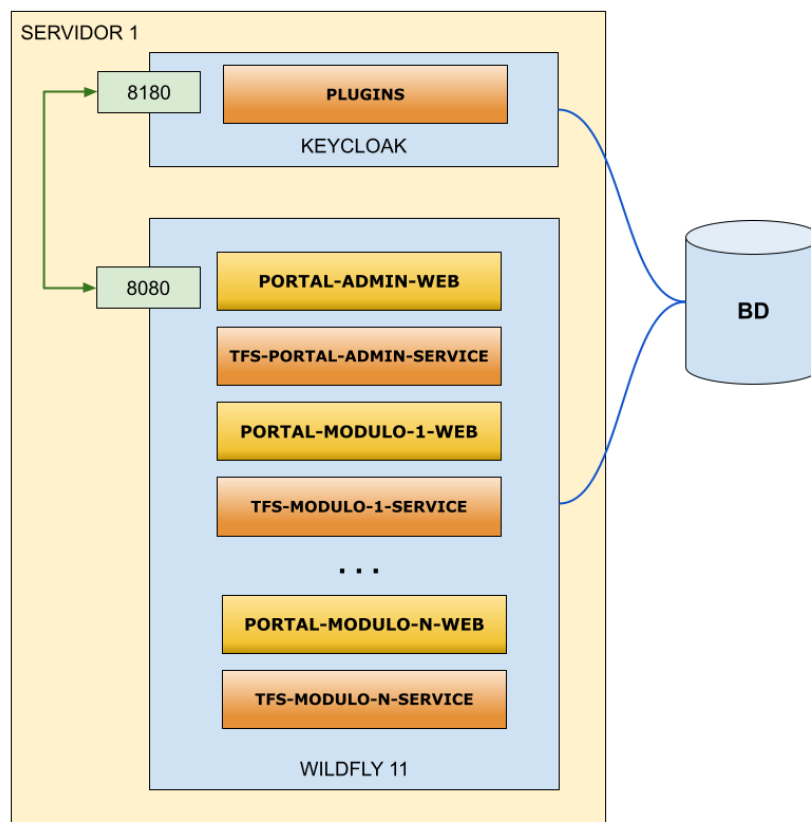 SERVIDOR 1
8180
PLUGINS
KEYCLOAK
8080
PORTAL-ADMIN-WEB
TFS-PORTAL-ADMIN-SERVICE
BD
PORTAL-MODULO-1-WEB
TFS-MODULO-1-SERVICE
. . .
PORTAL-MODULO-N-WEB
TFS-MODULO-N-SERVICE
WILDFLY 11